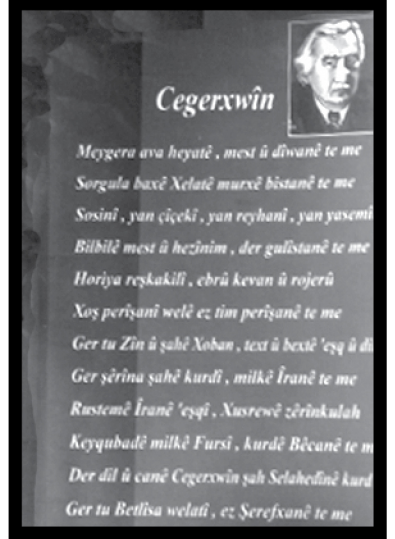 Cegerxwîn
Meygera ava heyatê , mest û dîwanê te me
Sorgula baxê Xelatê murxê bistanê te me
Sosinî , yan çîçekî , yan reyhanî , yan yasemî
Bilbilê mest û hezînim , der gulîstanê te me
Horiya reşkakilî , ebrû kevan û rojerû
Xoş perîşanî welê ez tim perîşanê te me
Ger tu Zîn û şahê Xoban , text û bextê 'eşq û
Ger şêrîna şahê kurdî , milkê Îranê te me
Rustemê Îranê 'eşqî , Xusrewê zêrînkulah
Keyqubadê milkê Fursî , kurdê Bêcanê te
Der dil û canê Cegerxwîn şah Selahedînê kurd
Ger tu Betlîsa welatî , ez Şerefxanê te me